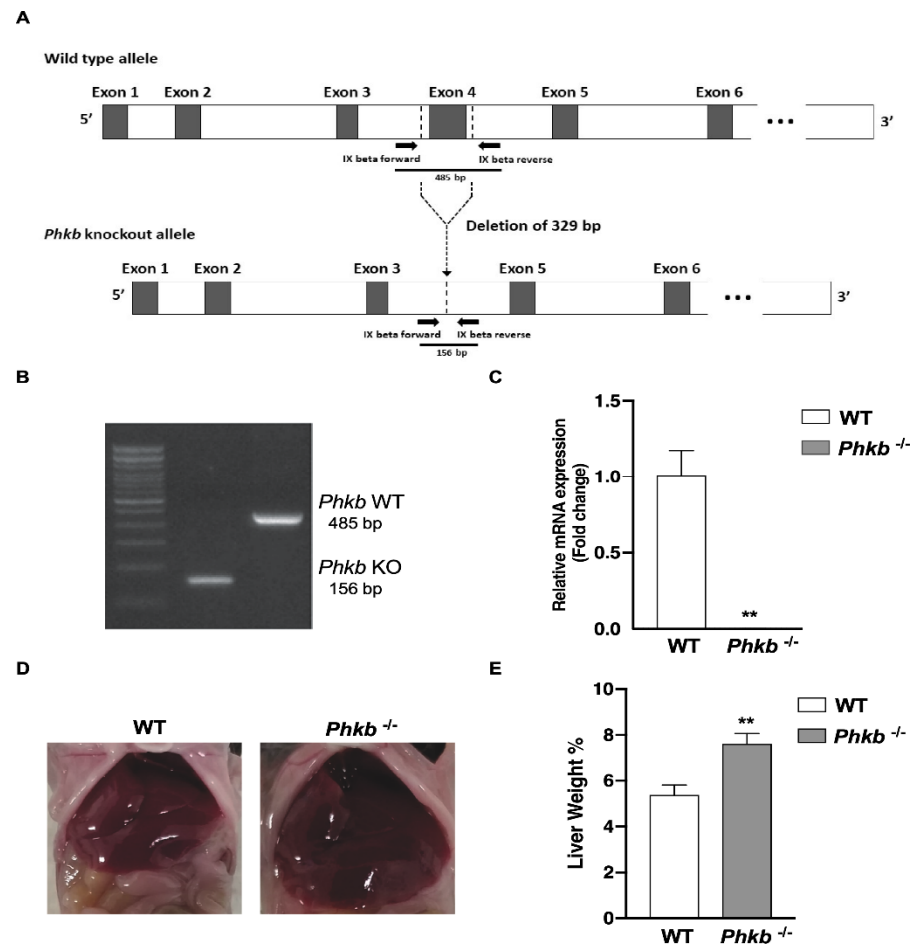 A
Wild type allele
Exon 1 Exon 2 Exon 3 Exon 4 Exon 5 Exon 6
5’ ••• 3’
IX beta forward IX beta reverse
485 bp
Deletion of 329 bp
Phkb knockout allele
Exon 1 Exon 2 Exon 3 Exon 5 Exon 6
5’ ••• 3’
IX beta forward IX beta reverse
156 bp
B
Phkb WT
485 bp
Phkb KO
156 bp
C
Relative mRNA expression
(Fold change)
1.5
1.0
0.5
0.0
**
WT Phkb -/-
WT
Phkb -/-
D
WT Phkb -/-
E
Liver Weight %
10
8
6
4
2
0
**
WT Phkb -/-
WT
Phkb -/-